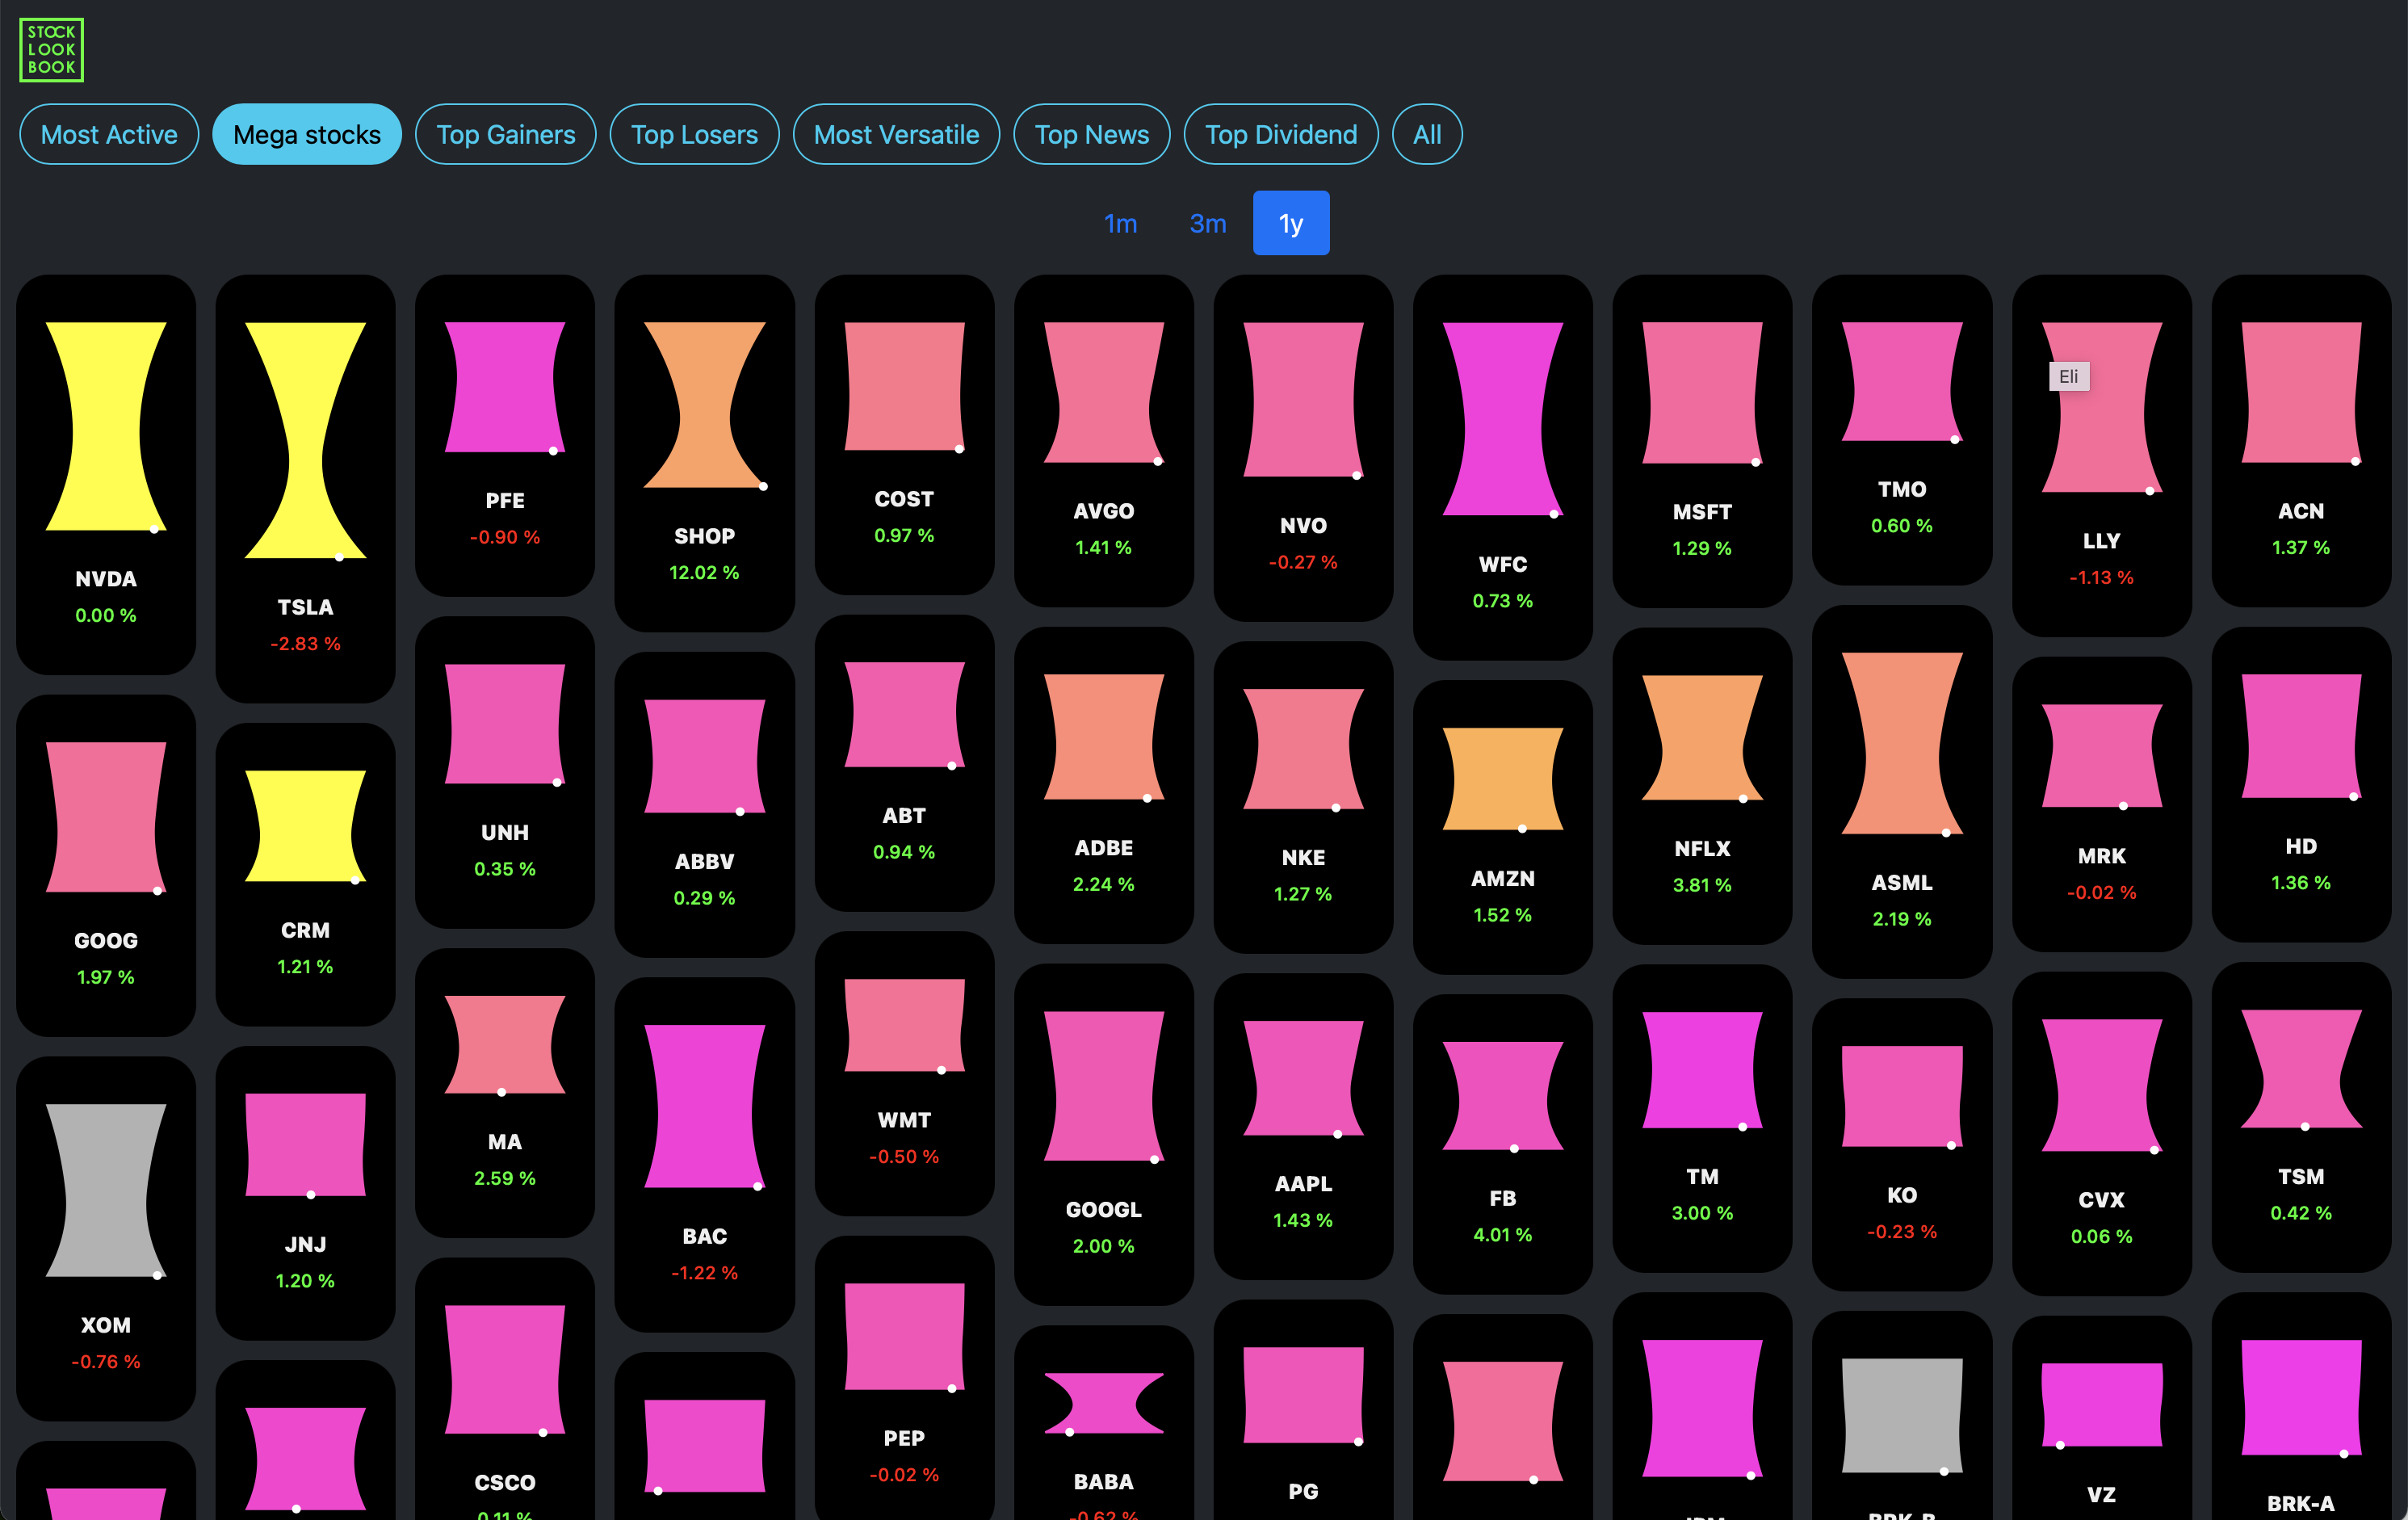 STOCK
LOOK
BOOK
Most Active
Mega stocks
Top Gainers
Top Losers
Most Versatile
Top News
Top Dividend
All
1m
3m
1y
NVDA
0.00 %
GOOG
1.97 %
XOM
-0.76 %
TSLA
-2.83 %
CRM
1.21 %
JNJ
1.20 %
PFE
-0.90 %
UNH
0.35 %
MA
2.59 %
CSCO
0.11 %
SHOP
12.02 %
ABBV
0.29 %
BAC
-1.22 %
COST
0.97 %
ABT
0.94 %
WMT
-0.50 %
PEP
-0.02 %
AVGO
1.41 %
ADBE
2.24 %
GOOGL
2.00 %
BABA
-0.62 %
NVO
-0.27 %
NKE
1.27 %
AAPL
1.43 %
PG
WFC
0.73 %
AMZN
1.52 %
FB
4.01 %
MSFT
1.29 %
NFLX
3.81 %
TM
3.00 %
TMO
0.60 %
ASML
2.19 %
KO
-0.23 %
BRK-B
Eli
LLY
-1.13 %
MRK
-0.02 %
CVX
0.06 %
VZ
ACN
1.37 %
HD
1.36 %
TSM
0.42 %
BRK-A